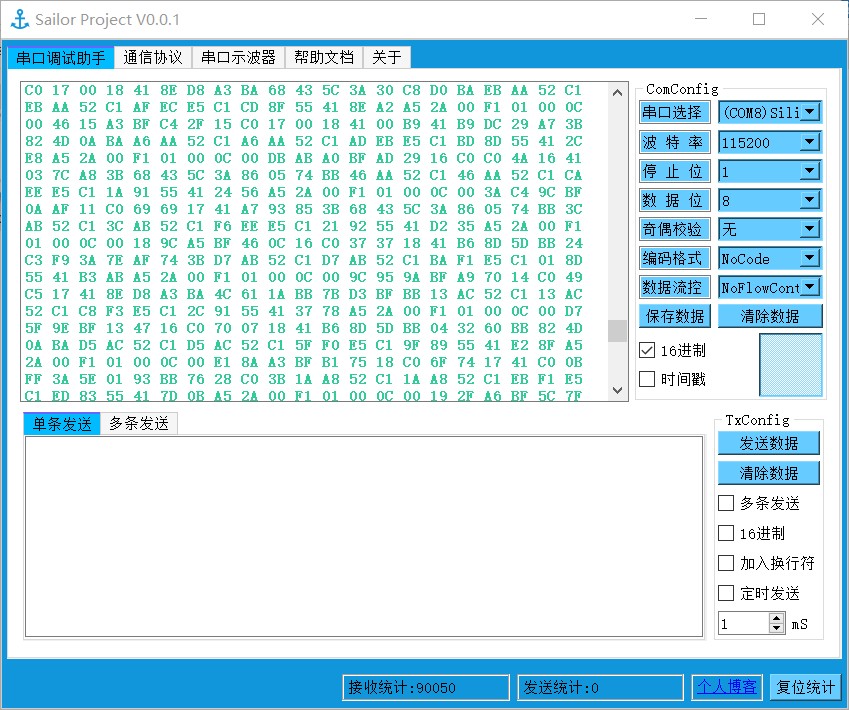 Sailor Project V0.0.1
串口调试助手 通信协议 串口示波器 帮助文档 关于
C0 17 00 18 41 8E D8 A3 BA 68 43 5C 3A 30 C8 D0 BA EB AA 52 C1
EB AA 52 C1 AF EC E5 C1 CD 8F 55 41 8E A2 A5 2A 00 F1 01 00 0C
00 46 15 A3 BF C4 2F 15 C0 17 00 18 41 00 B9 41 B9 DC 29 A7 3B
82 4D 0A BA A6 AA 52 C1 A6 AA 52 C1 AD EB E5 C1 BD 8D 55 41 2C
E8 A5 2A 00 F1 01 00 0C 00 DB AB A0 BF AD 29 16 C0 C0 4A 16 41
03 7C A8 3B 68 43 5C 3A 86 05 74 BB 46 AA 52 C1 46 AA 52 C1 CA
EE E5 C1 1A 91 55 41 24 56 A5 2A 00 F1 01 00 0C 00 3A C4 9C BF
0A AF 11 C0 69 69 17 41 A7 93 85 3B 68 43 5C 3A 86 05 74 BB 3C
AB 52 C1 3C AB 52 C1 F6 EE E5 C1 21 92 55 41 D2 35 A5 2A 00 F1
01 00 0C 00 18 9C A5 BF 46 0C 16 C0 37 37 18 41 B6 8D 5D BB 24
C3 F9 3A 7E AF 74 3B D7 AB 52 C1 D7 AB 52 C1 BA F1 E5 C1 01 8D
55 41 B3 AB A5 2A 00 F1 01 00 0C 00 9C 95 9A BF A9 70 14 C0 49
C5 17 41 8E D8 A3 BA 4C 61 1A BB 7B D3 BF BB 13 AC 52 C1 13 AC
52 C1 C8 F3 E5 C1 2C 91 55 41 37 78 A5 2A 00 F1 01 00 0C 00 D7
5F 9E BF 13 47 16 C0 70 07 18 41 B6 8D 5D BB 04 32 60 BB 82 4D
0A BA D5 AC 52 C1 D5 AC 52 C1 5F F0 E5 C1 9F 89 55 41 E2 8F A5
2A 00 F1 01 00 0C 00 E1 8A A3 BF B1 75 18 C0 6F 74 17 41 C0 0B
FF 3A 5E 01 93 BB 76 28 C0 3B 1A A8 52 C1 1A A8 52 C1 EB F1 E5
C1 ED 83 55 41 7D 0B A5 2A 00 F1 01 00 0C 00 19 2F A6 BF 5C 7F
ComConfig
串口选择 (COM8)Sili
波 特 率 115200
停 止 位 1
数 据 位 8
奇偶校验 无
编码格式 NoCode
数据流控 NoFlowCont
保存数据 清除数据
16进制
时间戳
单条发送 多条发送
TxConfig
发送数据
清除数据
多条发送
16进制
加入换行符
定时发送
1 mS
接收统计:90050 发送统计:0 个人博客 复位统计